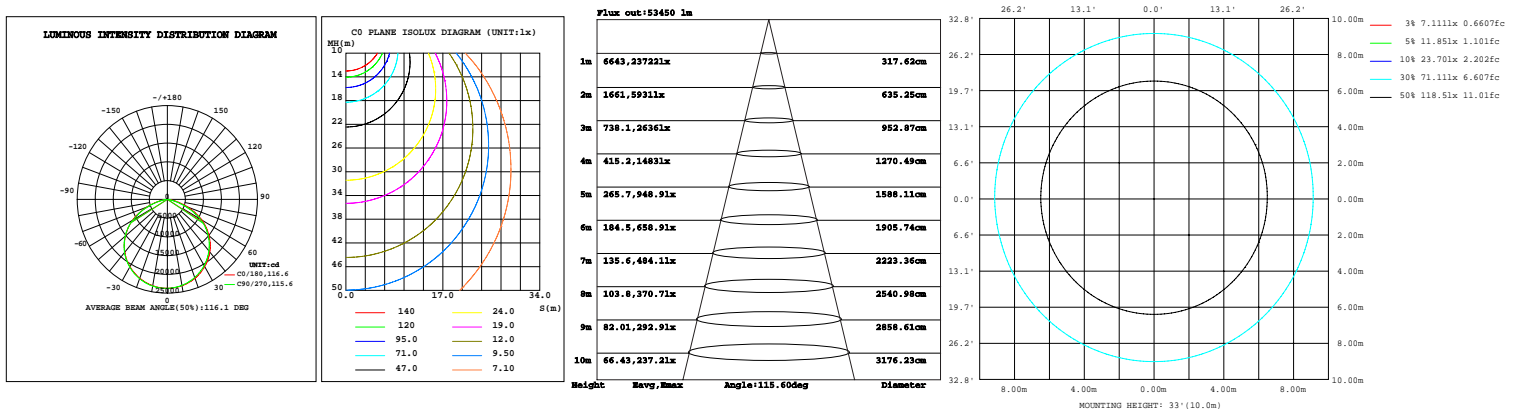 LUMINOUS INTENSITY DISTRIBUTION DIAGRAM
-/+180
-150
150
-120
120
-90
90
-60
60
-30
30
0
0
5000
10000
15000
20000
25000
UNIT:cd
C0/180,116.6
C90/270,115.6
AVERAGE BEAM ANGLE(50%):116.1 DEG
C0 PLANE ISOLUX DIAGRAM (UNIT:lx)
MH(m)
10
14
18
22
26
30
34
38
42
46
50
0.0
17.0
34.0
S(m)
140
24.0
120
19.0
95.0
12.0
71.0
9.50
47.0
7.10
Flux out:53450 lm
1m 6643,23722lx 317.62cm
2m 1661,5931lx 635.25cm
3m 738.1,2636lx 952.87cm
4m 415.2,1483lx 1270.49cm
5m 265.7,948.9lx 1588.11cm
6m 184.5,658.9lx 1905.74cm
7m 135.6,484.1lx 2223.36cm
8m 103.8,370.7lx 2540.98cm
9m 82.01,292.9lx 2858.61cm
10m 66.43,237.2lx 3176.23cm
Height Eavg,Emax Angle:115.60deg Diameter
26.2' 13.1' 0.0' 13.1' 26.2'
32.8' 10.00m
26.2' 8.00m
19.7' 6.00m
13.1' 4.00m
6.6' 2.00m
0.0' 0.00m
6.6' 2.00m
13.1' 4.00m
19.7' 6.00m
26.2' 8.00m
32.8' 10.00m
8.00m 4.00m 0.00m 4.00m 8.00m
MOUNTING HEIGHT: 33'(10.0m)
3% 7.111lx 0.6607fc
5% 11.85lx 1.101fc
10% 23.70lx 2.202fc
30% 71.11lx 6.607fc
50% 118.5lx 11.01fc